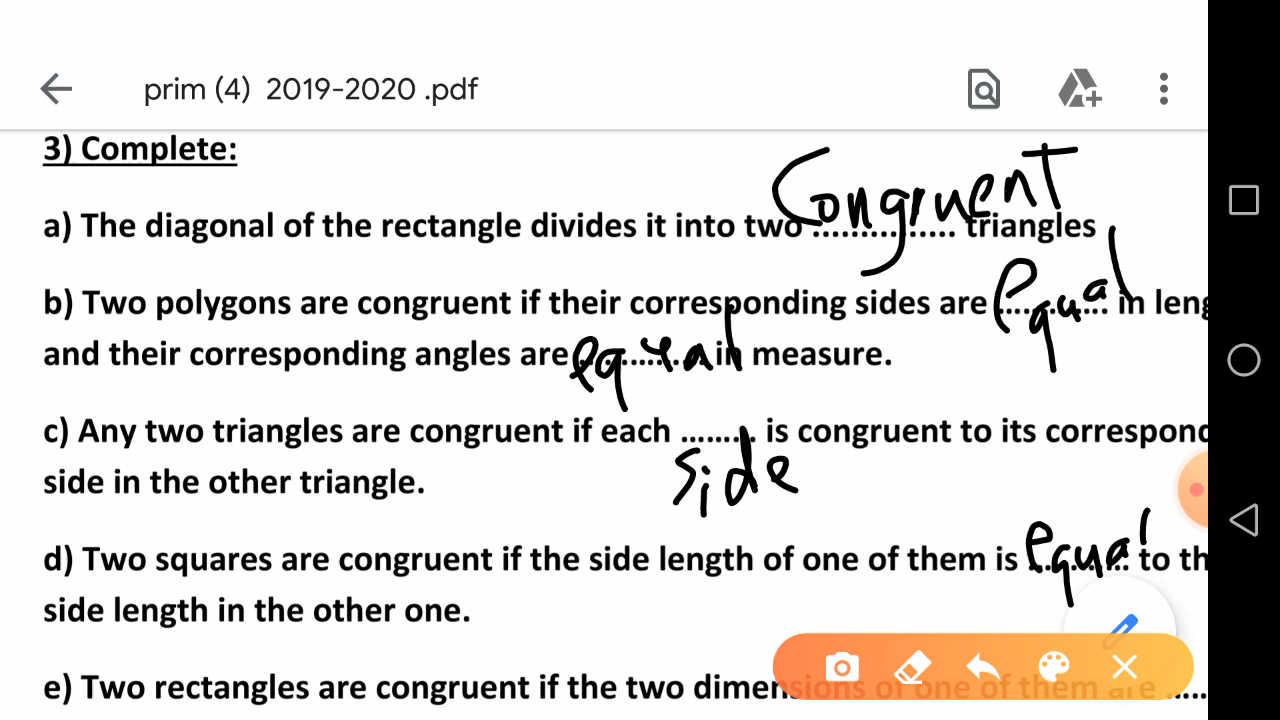 prim (4) 2019-2020 .pdf
3) Complete:
Congruent
a) The diagonal of the rectangle divides it into two ............... triangles
b) Two polygons are congruent if their corresponding sides are equal in leng
and their corresponding angles are equal in measure.
c) Any two triangles are congruent if each ........ is congruent to its correspond
side
side in the other triangle.
d) Two squares are congruent if the side length of one of them is equal to th
side length in the other one.
e) Two rectangles are congruent if the two dimensions of one of them are .....